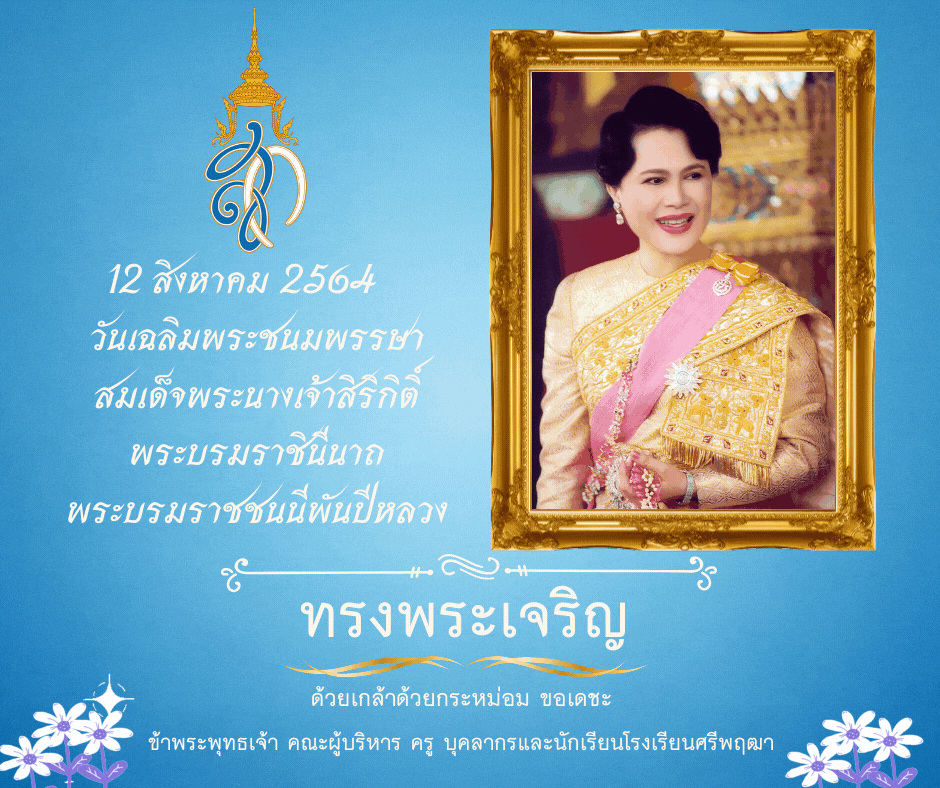 12 สิงหาคม 2564
วันเฉลิมพระชนมพรรษา
สมเด็จพระนางเจ้าสิริกิติ์
พระบรมราชินีนาถ
พระบรมราชชนนีพันปีหลวง
ทรงพระเจริญ
ด้วยเกล้าด้วยกระหม่อม ขอเดชะ
ข้าพระพุทธเจ้า คณะผู้บริหาร ครู บุคลากรและนักเรียนโรงเรียนศรีพฤฒา